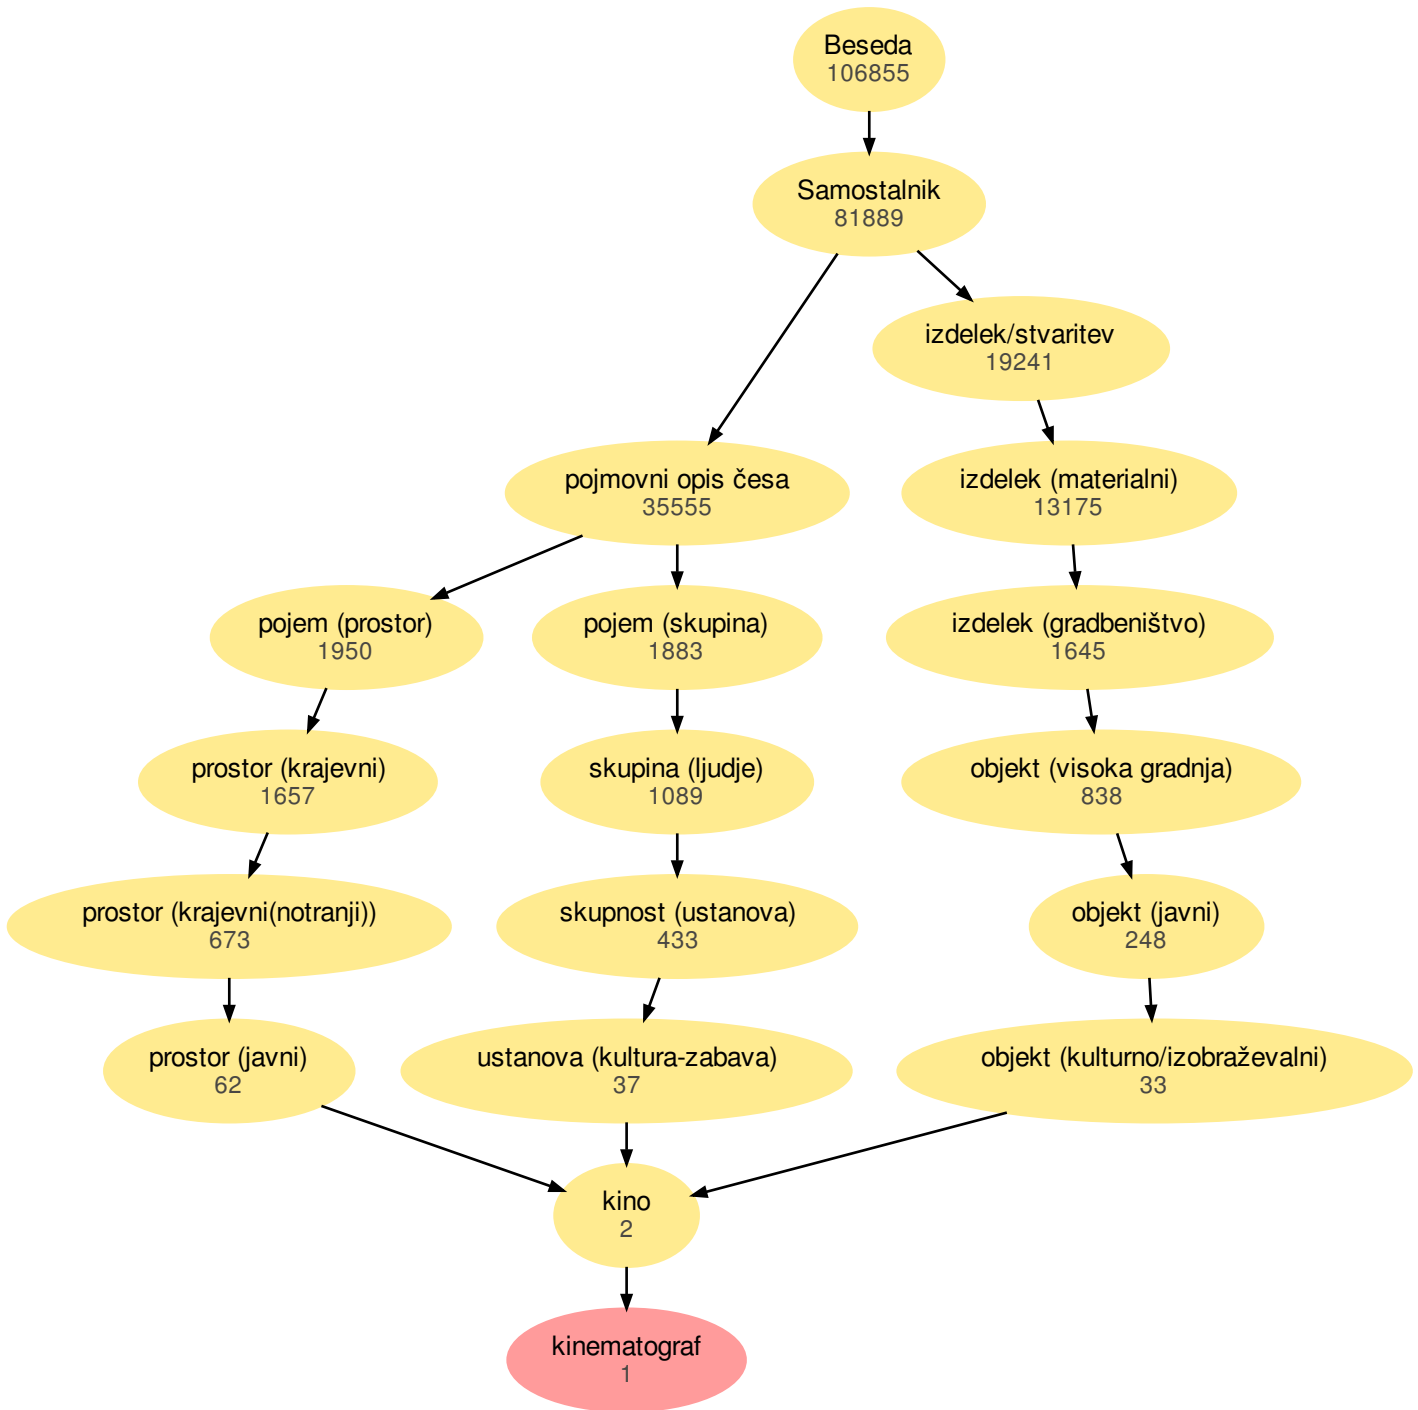 Beseda
106855
Samostalnik
81889
izdelek/stvaritev
19241
pojmovni opis česa
35555
izdelek (materialni)
13175
pojem (prostor)
1950
pojem (skupina)
1883
izdelek (gradbeništvo)
1645
prostor (krajevni)
1657
skupina (ljudje)
1089
objekt (visoka gradnja)
838
prostor (krajevni(notranji))
673
skupnost (ustanova)
433
objekt (javni)
248
prostor (javni)
62
ustanova (kultura-zabava)
37
objekt (kulturno/izobraževalni)
33
kino
2
kinematograf
1